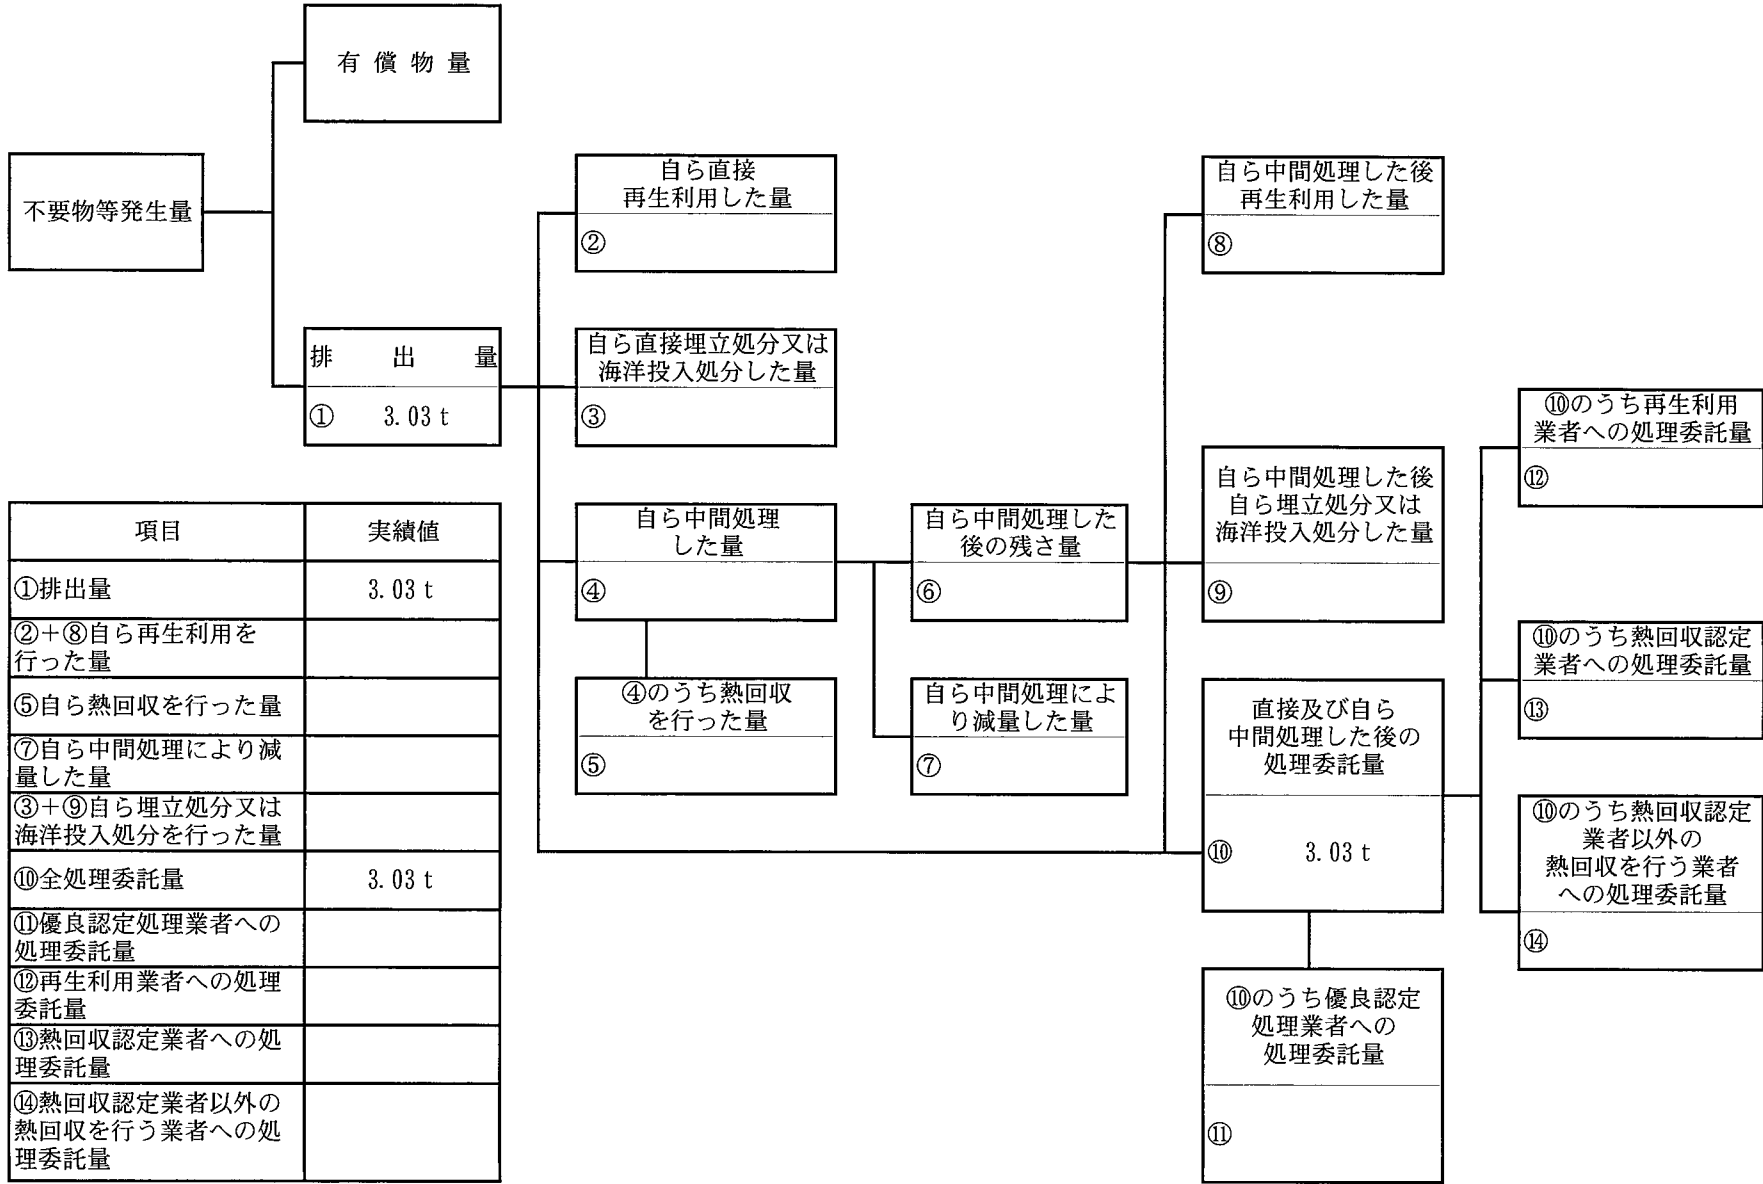 有償物量
不要物等発生量
自ら直接
再生利用した量
②
自ら中間処理した後
再生利用した量
⑧
排出量
① 3.03 t
自ら直接埋立処分又は
海洋投入処分した量
③
⑩のうち再生利用
業者への処理委託量
⑫
自ら中間処理した後
自ら埋立処分又は
海洋投入処分した量
⑨
自ら中間処理
した量
④
自ら中間処理した
後の残さ量
⑥
⑩のうち熱回収認定
業者への処理委託量
⑬
④のうち熱回収
を行った量
⑤
自ら中間処理によ
り減量した量
⑦
直接及び自ら
中間処理した後の
処理委託量
⑩ 3.03 t
⑩のうち熱回収認定
業者以外の
熱回収を行う業者
への処理委託量
⑭
⑩のうち優良認定
処理業者への
処理委託量
⑪
項目 実績値
①排出量 3.03 t
②+⑧自ら再生利用を
行った量
⑤自ら熱回収を行った量
⑦自ら中間処理により減
量した量
③+⑨自ら埋立処分又は
海洋投入処分を行った量
⑩全処理委託量 3.03 t
⑪優良認定処理業者への
処理委託量
⑫再生利用業者への処理
委託量
⑬熱回収認定業者への処
理委託量
⑭熱回収認定業者以外の
熱回収を行う業者への処
理委託量